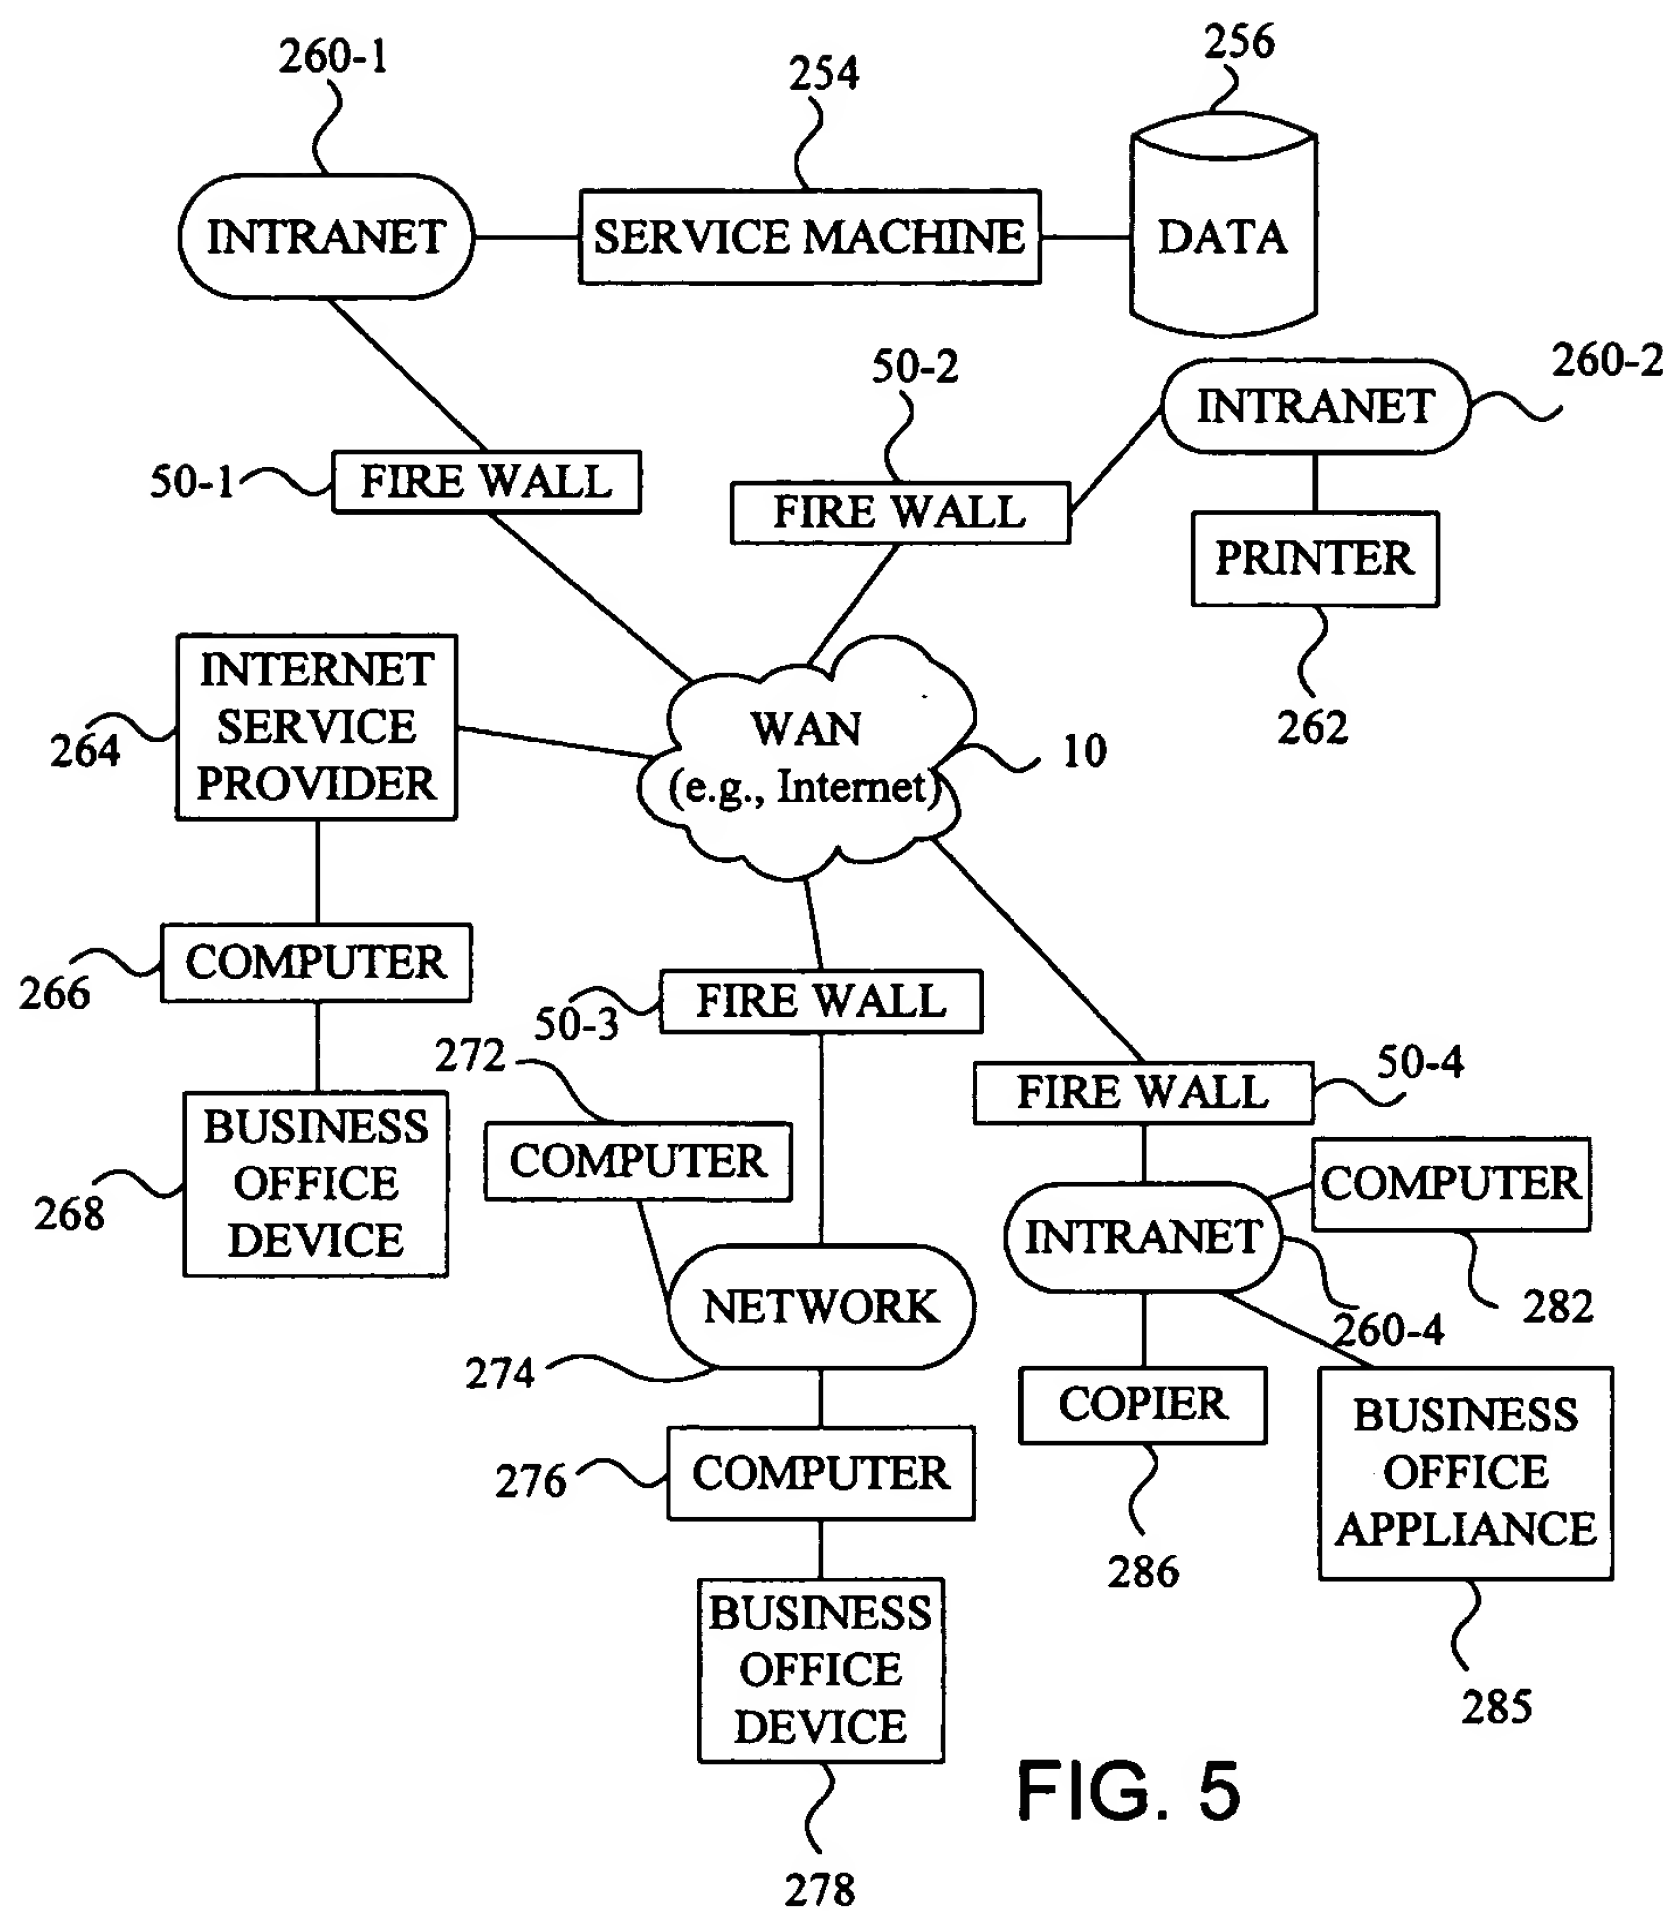 260-1
254
256
INTRANET
SERVICE MACHINE
DATA
50-2
260-2
INTRANET
50-1
FIRE WALL
FIRE WALL
PRINTER
INTERNET
SERVICE
PROVIDER
264
262
WAN
(e.g., Internet)
10
COMPUTER
266
FIRE WALL
50-3
272
50-4
FIRE WALL
BUSINESS
OFFICE
DEVICE
268
COMPUTER
COMPUTER
INTRANET
282
260-4
NETWORK
274
COPIER
BUSINESS
OFFICE
APPLIANCE
276
COMPUTER
286
BUSINESS
OFFICE
DEVICE
285
FIG. 5
278